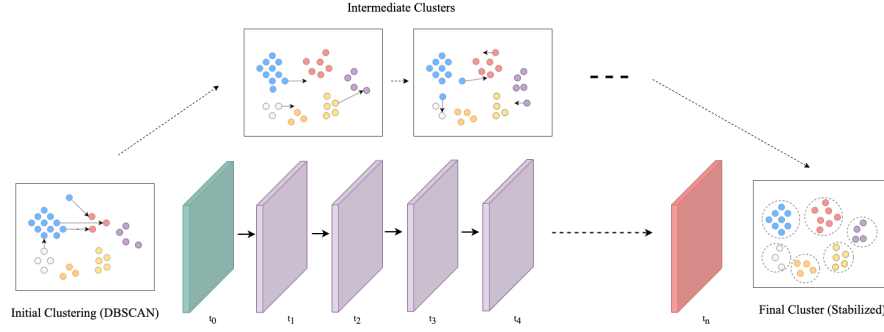 Intermediate Clusters
Initial Clustering (DBSCAN)
t0
t1
t2
t3
t4
tn
Final Cluster (Stabilized)